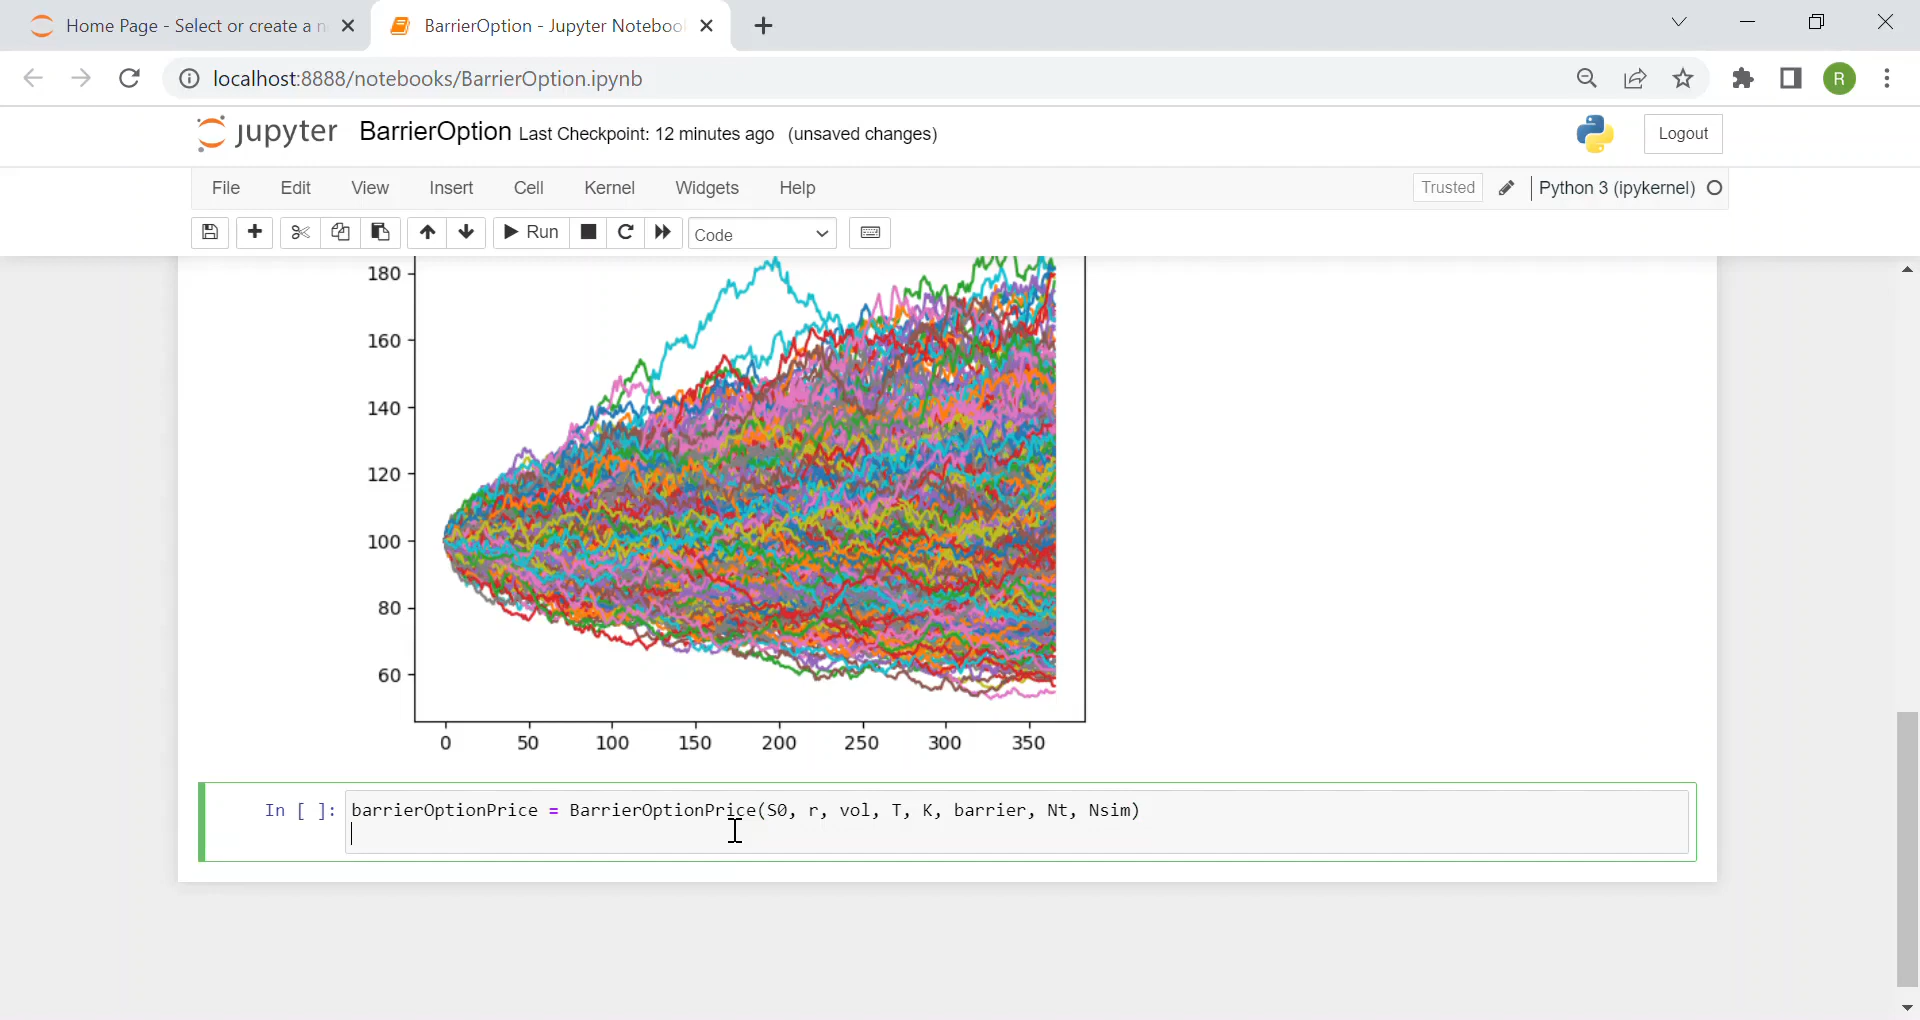 Home Page - Select or create a n
BarrierOption - Jupyter Noteboo
localhost:8888/notebooks/BarrierOption.ipynb
R
jupyter BarrierOption Last Checkpoint: 12 minutes ago (unsaved changes)
Logout
File Edit View Insert Cell Kernel Widgets Help
Trusted
Python 3 (ipykernel)
Run
Code
180
160
140
120
100
80
60
0 50 100 150 200 250 300 350
In [ ]: barrierOptionPrice = BarrierOptionPrice(S0, r, vol, T, K, barrier, Nt, Nsim)